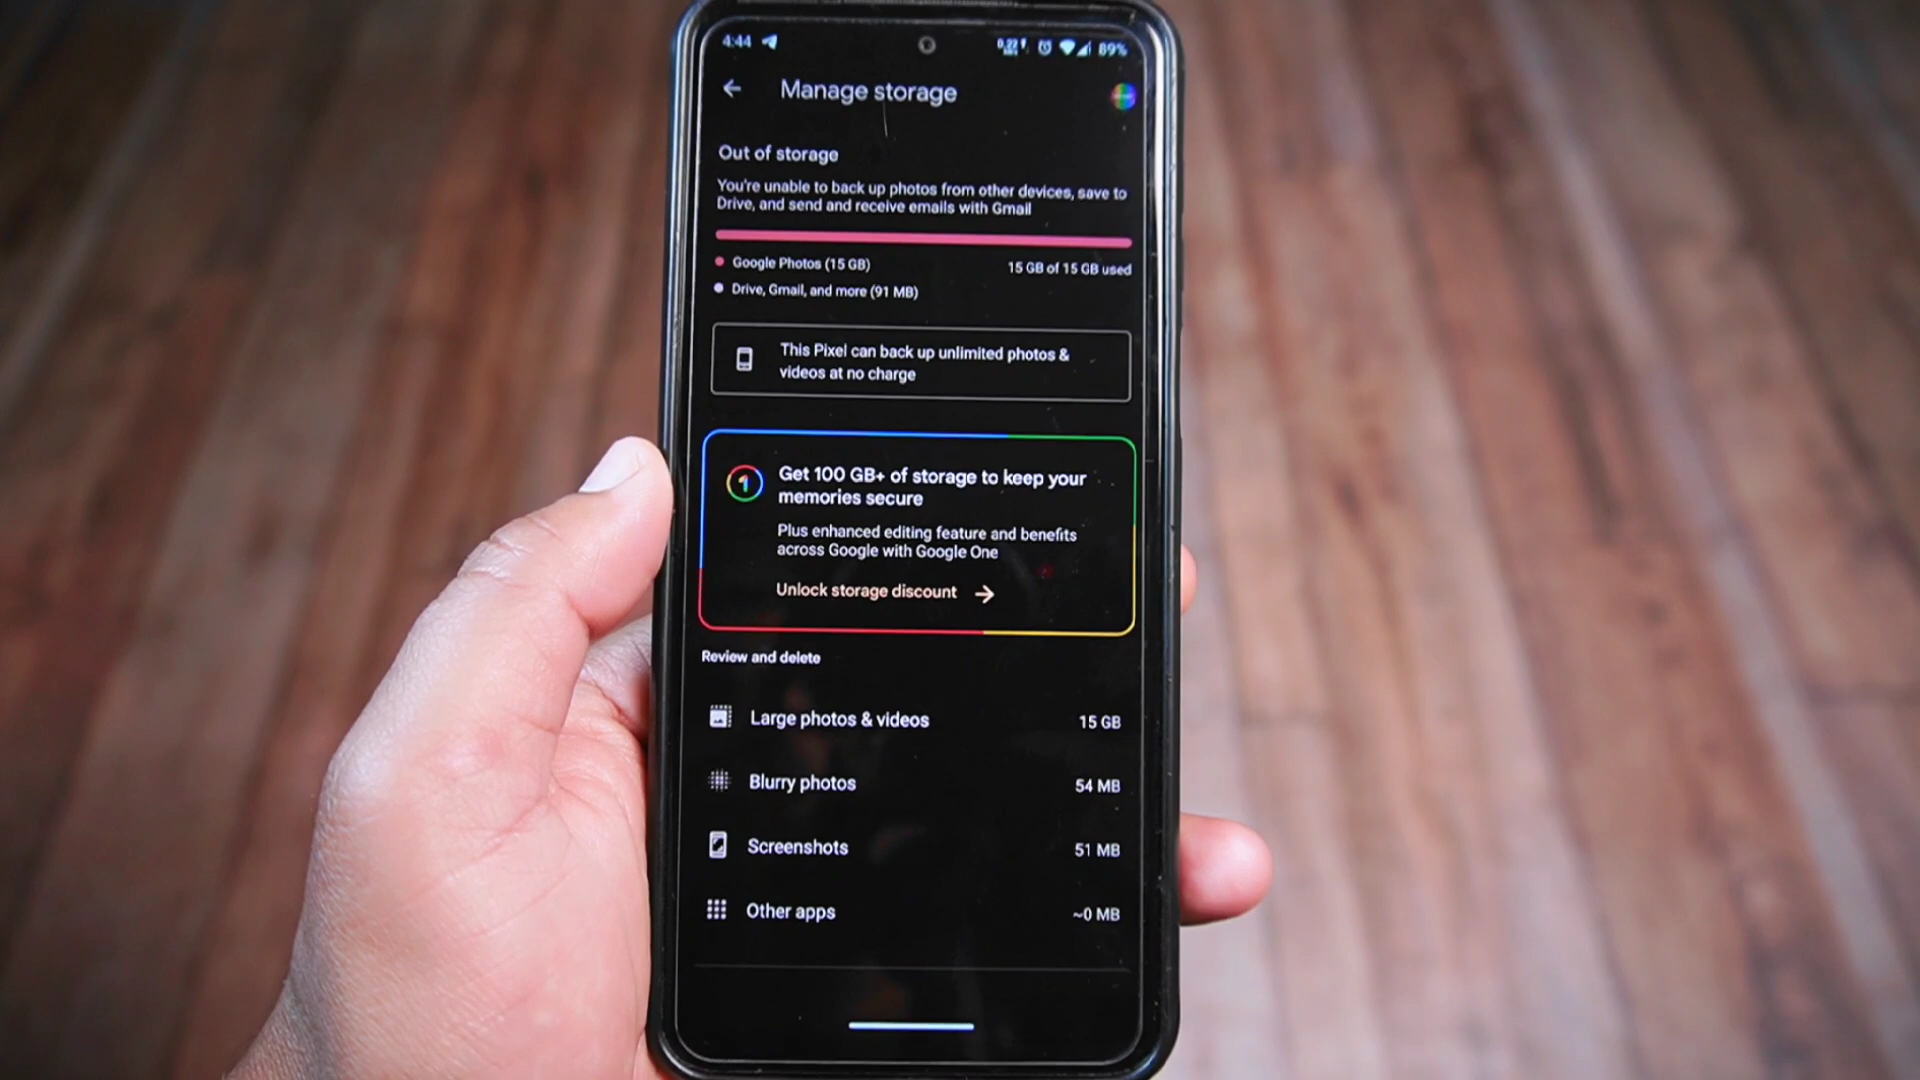 4:44 89%
Manage storage
Out of storage
You're unable to back up photos from other devices, save to
Drive, and send and receive emails with Gmail
Google Photos (15 GB) 15 GB of 15 GB used
Drive, Gmail, and more (91 MB)
This Pixel can back up unlimited photos &
videos at no charge
1 Get 100 GB+ of storage to keep your
memories secure
Plus enhanced editing feature and benefits
across Google with Google One
Unlock storage discount →
Review and delete
Large photos & videos 15 GB
Blurry photos 54 MB
Screenshots 51 MB
Other apps ~0 MB